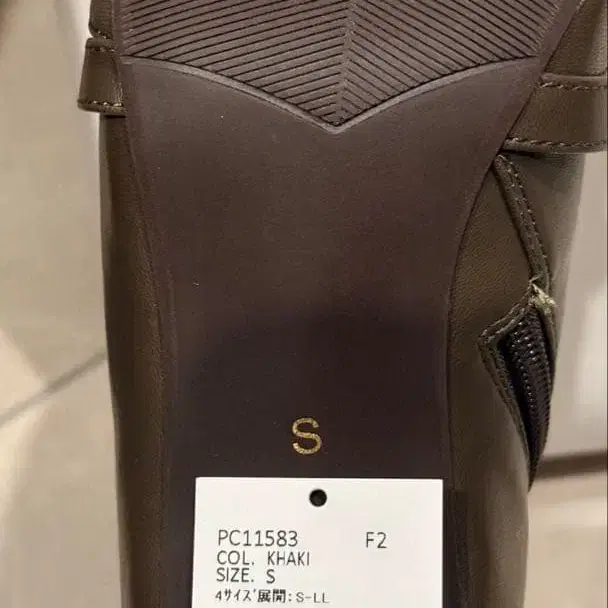 S
PC11583 F2
COL. KHAKI
SIZE. S
4ｻｲｽﾞ展開:S-LL